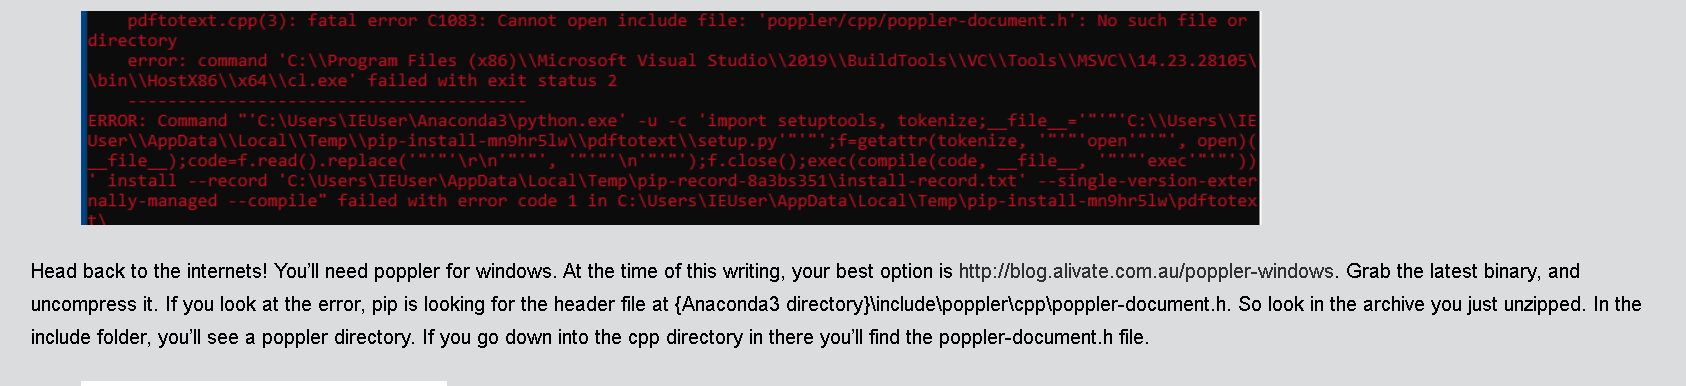 pdftotext.cpp(3): fatal error C1083: Cannot open include file: 'poppler/cpp/poppler-document.h': No such file or
directory
error: command 'C:\\Program Files (x86)\\Microsoft Visual Studio\\2019\\BuildTools\\VC\\Tools\\MSVC\\14.23.28105\
\bin\\HostX86\\x64\\cl.exe' failed with exit status 2
----------------------------------------
ERROR: Command "'C:\Users\IEUser\Anaconda3\python.exe' -u -c 'import setuptools, tokenize;__file__='"'"'C:\\Users\\IE
User\\AppData\\Local\\Temp\\pip-install-mn9hr5lw\\pdftotext\\setup.py'"'"';f=getattr(tokenize, '"'"'open'"'"', open)(
__file__);code=f.read().replace('"'"'\r\n'"'"', '"'"'\n'"'"');f.close();exec(compile(code, __file__, '"'"'exec'"'"'))
' install --record 'C:\Users\IEUser\AppData\Local\Temp\pip-record-8a3bs351\install-record.txt' --single-version-exter
nally-managed --compile" failed with error code 1 in C:\Users\IEUser\AppData\Local\Temp\pip-install-mn9hr5lw\pdftotex
t\
Head back to the internets! You'll need poppler for windows. At the time of this writing, your best option is http://blog.alivate.com.au/poppler-windows. Grab the latest binary, and
uncompress it. If you look at the error, pip is looking for the header file at {Anaconda3 directory}\include\poppler\cpp\poppler-document.h. So look in the archive you just unzipped. In the
include folder, you'll see a poppler directory. If you go down into the cpp directory in there you'll find the poppler-document.h file.